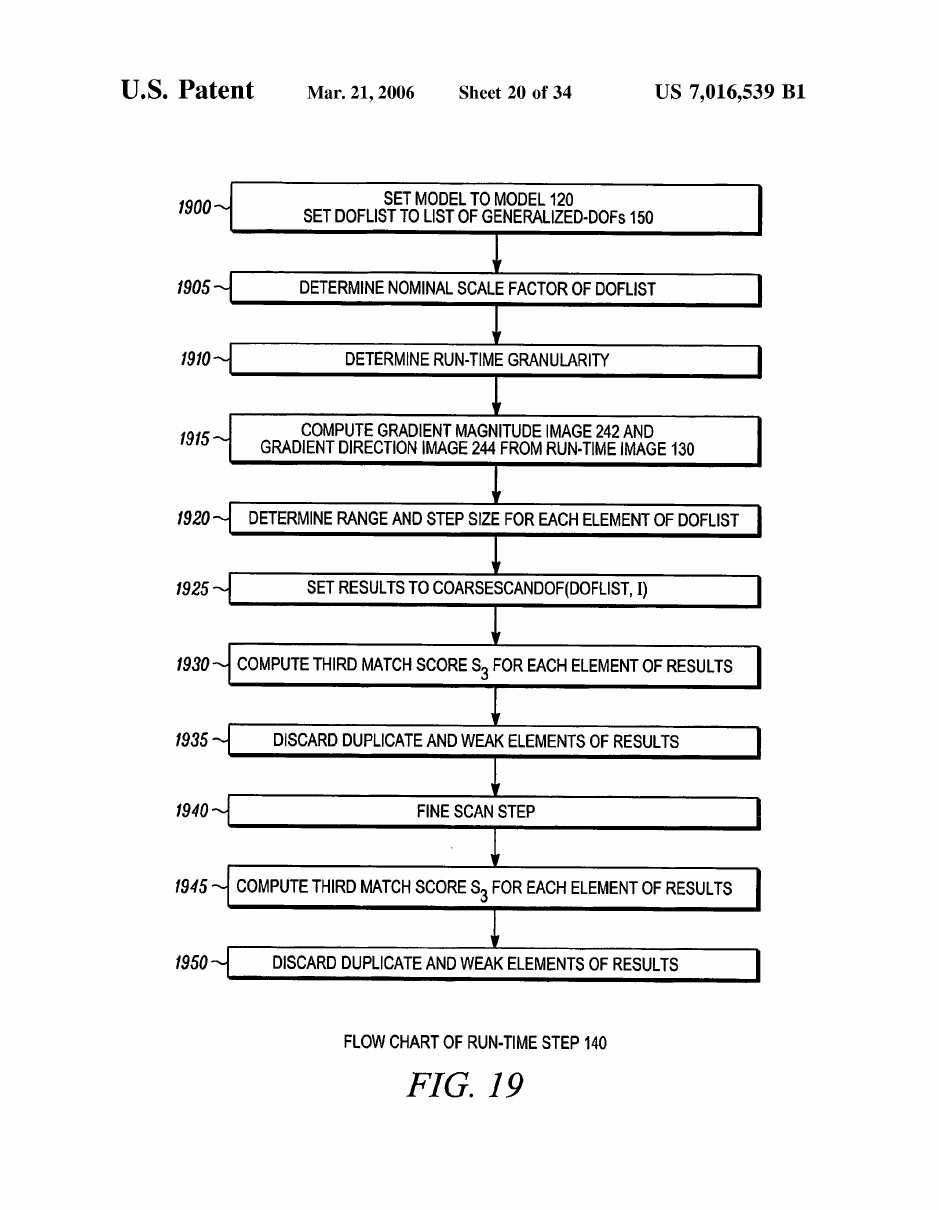 U.S. Patent Mar. 21, 2006 Sheet 20 of 34 US 7,016,539 B1
1900 SET MODEL TO MODEL 120
SET DOFLIST TO LIST OF GENERALIZED-DOFs 150
1905 DETERMINE NOMINAL SCALE FACTOR OF DOFLIST
1910 DETERMINE RUN-TIME GRANULARITY
1915 COMPUTE GRADIENT MAGNITUDE IMAGE 242 AND
GRADIENT DIRECTION IMAGE 244 FROM RUN-TIME IMAGE 130
1920 DETERMINE RANGE AND STEP SIZE FOR EACH ELEMENT OF DOFLIST
1925 SET RESULTS TO COARSESCANDOF(DOFLIST, I)
1930 COMPUTE THIRD MATCH SCORE S3 FOR EACH ELEMENT OF RESULTS
1935 DISCARD DUPLICATE AND WEAK ELEMENTS OF RESULTS
1940 FINE SCAN STEP
1945 COMPUTE THIRD MATCH SCORE S3 FOR EACH ELEMENT OF RESULTS
1950 DISCARD DUPLICATE AND WEAK ELEMENTS OF RESULTS
FLOW CHART OF RUN-TIME STEP 140
FIG. 19